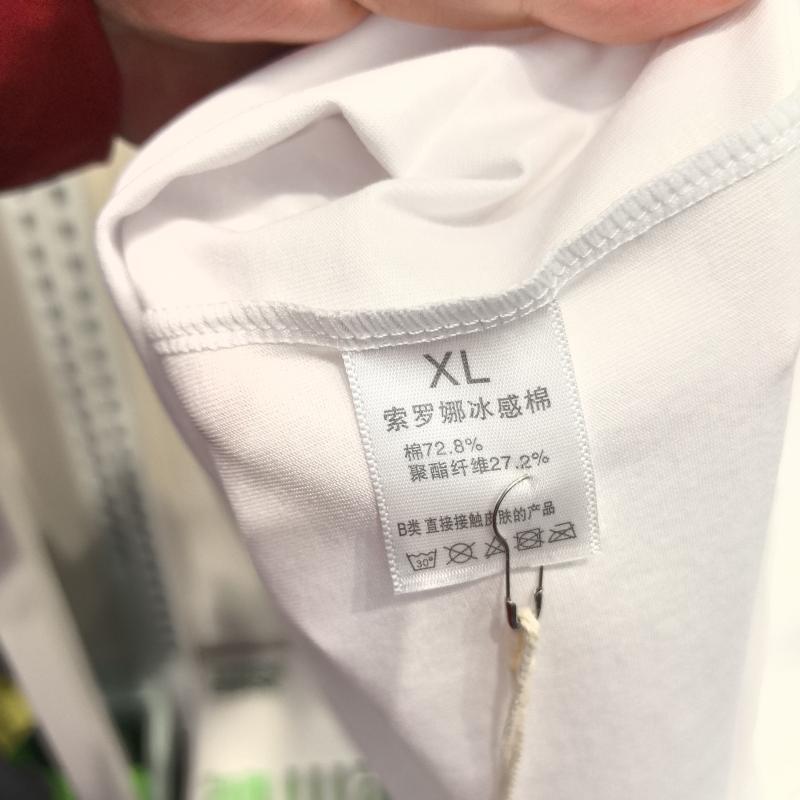 XL
索罗娜冰感棉
棉72.8%
聚酯纤维27.2%
B类 直接接触皮肤的产品
30°